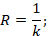 R = 1/k;